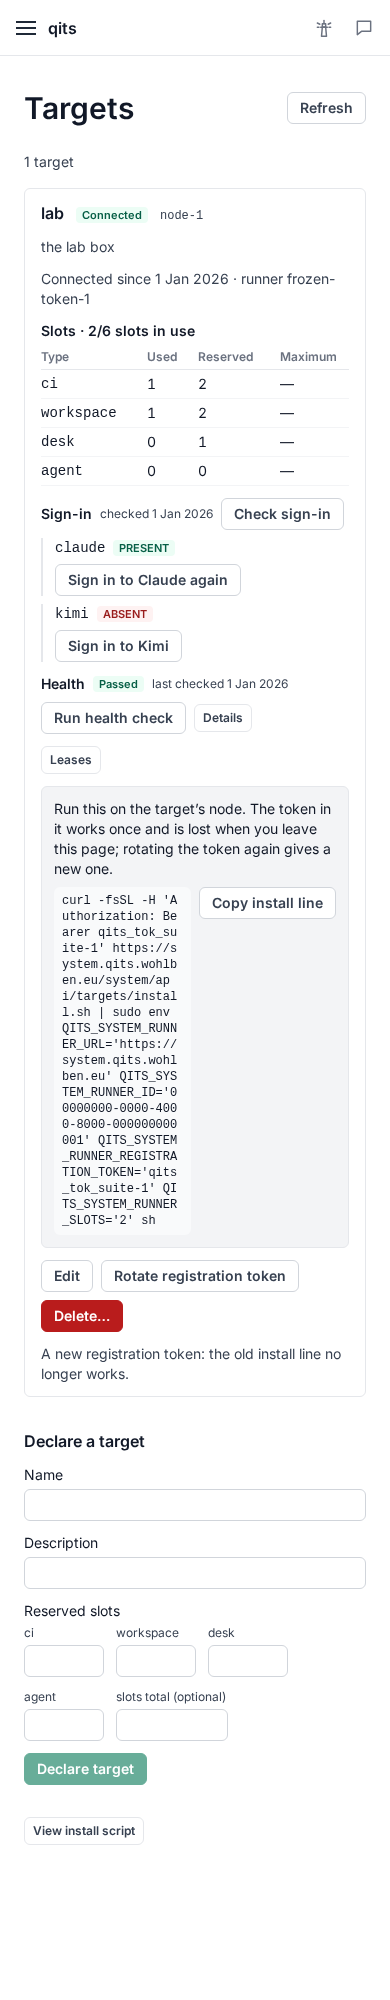 qits
Targets
Refresh
1 target
lab Connected node-1
the lab box
Connected since 1 Jan 2026 · runner frozen-
token-1
Slots · 2/6 slots in use
Type Used Reserved Maximum
ci 1 2 —
workspace 1 2 —
desk 0 1 —
agent 0 0 —
Sign-in checked 1 Jan 2026 Check sign-in
claude PRESENT
Sign in to Claude again
kimi ABSENT
Sign in to Kimi
Health Passed last checked 1 Jan 2026
Run health check Details
Leases
Run this on the target’s node. The token in
it works once and is lost when you leave
this page; rotating the token again gives a
new one.
Copy install line
curl -fsSL -H 'A
uthorization: Be
arer qits_tok_su
ite-1' https://s
ystem.qits.wohlb
en.eu/system/ap
i/targets/instal
l.sh | sudo env
QITS_SYSTEM_RUNN
ER_URL='https://
system.qits.wohl
ben.eu' QITS_SYS
TEM_RUNNER_ID='0
0000000-0000-400
0-8000-000000000
001' QITS_SYSTEM
_RUNNER_REGISTRA
TION_TOKEN='qits
_tok_suite-1' QI
TS_SYSTEM_RUNNER
_SLOTS='2' sh
Edit Rotate registration token
Delete…
A new registration token: the old install line no
longer works.
Declare a target
Name
Description
Reserved slots
ci workspace desk
agent slots total (optional)
Declare target
View install script